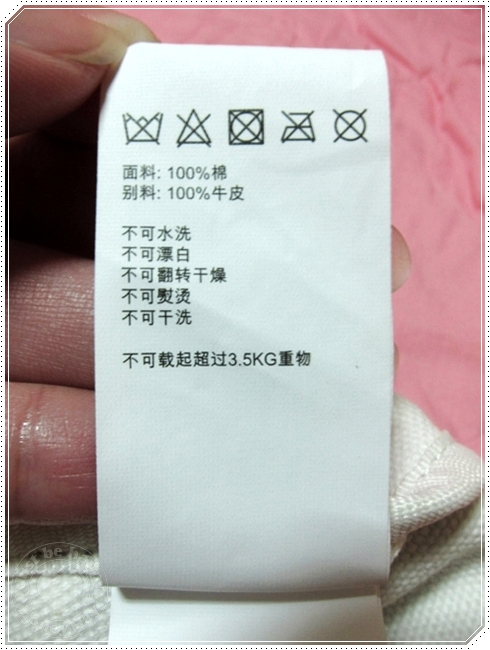 面料: 100%棉
别料: 100%牛皮
不可水洗
不可漂白
不可翻转干燥
不可熨烫
不可干洗
不可载起超过3.5KG重物